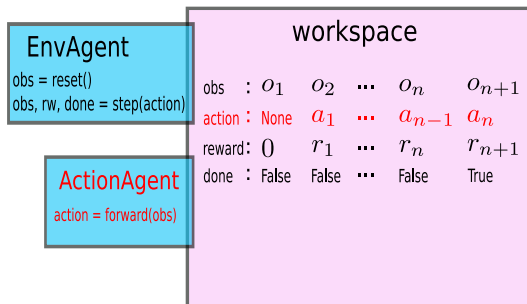 EnvAgent
obs = reset()
obs, rw, done = step(action)
ActionAgent
action = forward(obs)
workspace
obs : o₁ o₂ ··· oₙ oₙ₊₁
action : None a₁ ··· aₙ₋₁ aₙ
reward: 0 r₁ ··· rₙ rₙ₊₁
done : False False ··· False True